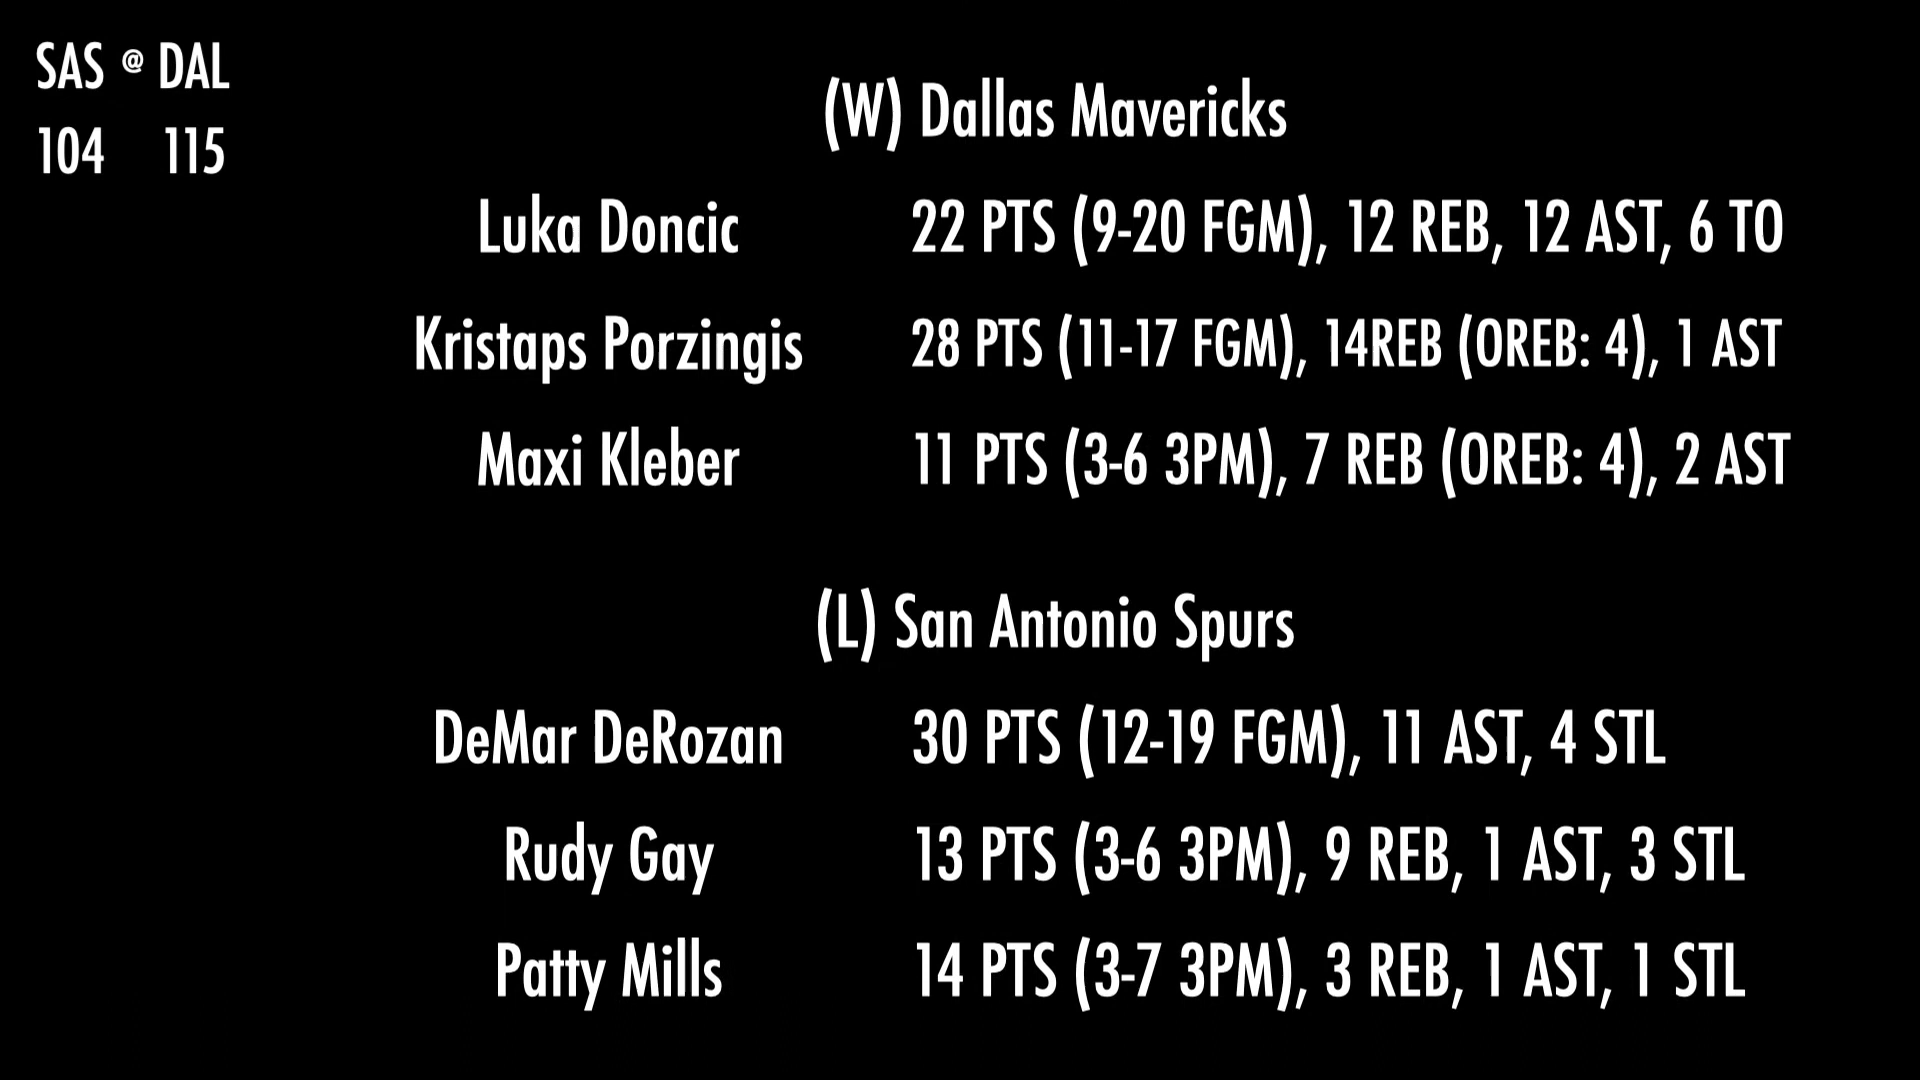 SAS @ DAL
104 115
(W) Dallas Mavericks
Luka Doncic 22 PTS (9-20 FGM), 12 REB, 12 AST, 6 TO
Kristaps Porzingis 28 PTS (11-17 FGM), 14REB (OREB: 4), 1 AST
Maxi Kleber 11 PTS (3-6 3PM), 7 REB (OREB: 4), 2 AST
(L) San Antonio Spurs
DeMar DeRozan 30 PTS (12-19 FGM), 11 AST, 4 STL
Rudy Gay 13 PTS (3-6 3PM), 9 REB, 1 AST, 3 STL
Patty Mills 14 PTS (3-7 3PM), 3 REB, 1 AST, 1 STL